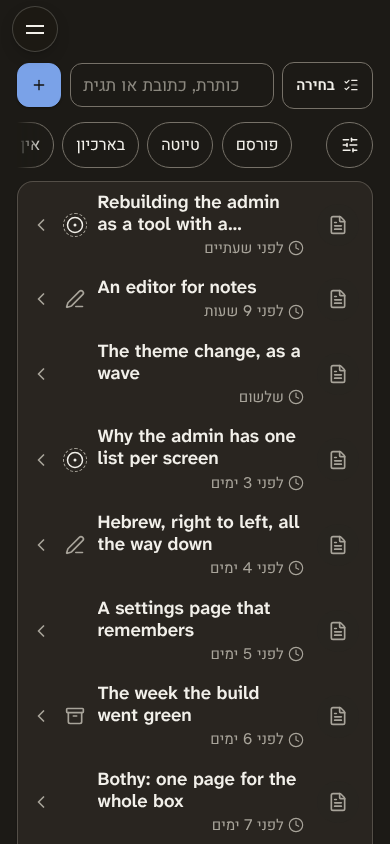 בחירה
כותרת, כתובת או תגית
+
פורסם
טיוטה
בארכיון
אין
Rebuilding the admin
as a tool with a...
לפני שעתיים
An editor for notes
לפני 9 שעות
The theme change, as a
wave
שלשום
Why the admin has one
list per screen
לפני 3 ימים
Hebrew, right to left, all
the way down
לפני 4 ימים
A settings page that
remembers
לפני 5 ימים
The week the build
went green
לפני 6 ימים
Bothy: one page for the
whole box
לפני 7 ימים